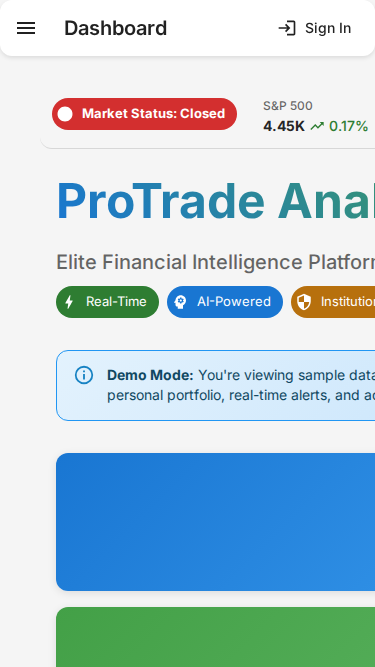 Dashboard
Sign In
Market Status: Closed
S&P 500
4.45K 0.17%
ProTrade Anal
Elite Financial Intelligence Platfor
Real-Time
AI-Powered
Institution
Demo Mode: You're viewing sample data
personal portfolio, real-time alerts, and